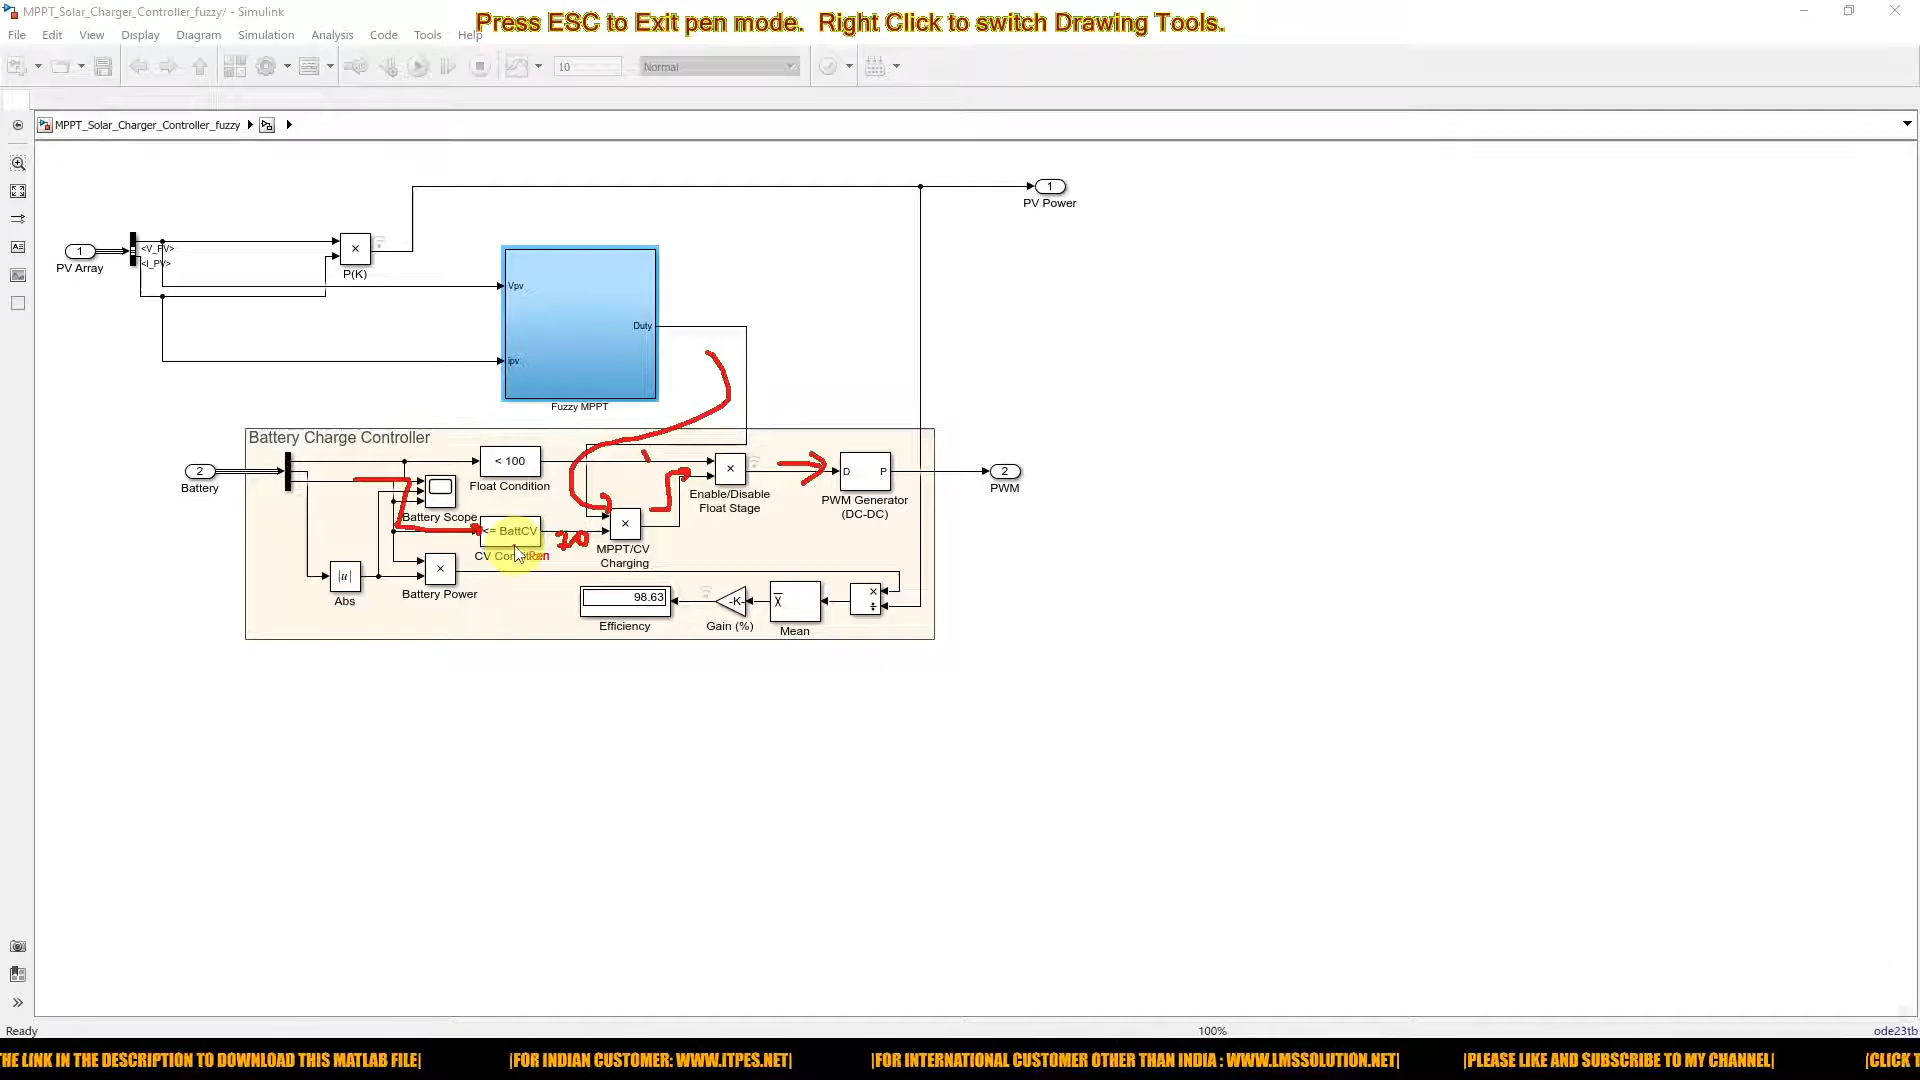 MPPT_Solar_Charger_Controller_fuzzy/ - Simulink
Press ESC to Exit pen mode. Right Click to switch Drawing Tools.
File Edit View Display Diagram Simulation Analysis Code Tools Help
10 Normal
MPPT_Solar_Charger_Controller_fuzzy
1
PV Power
1
PV Array
<V_PV>
<I_PV>
×
P(K)
Vpv
Duty
ipv
Fuzzy MPPT
Battery Charge Controller
2
Battery
< 100
Float Condition
Battery Scope
×
Enable/Disable
Float Stage
D P
PWM Generator
(DC-DC)
2
PWM
<= BattCV
×
MPPT/CV
Charging
Pen
|u|
Abs
×
Battery Power
98.63
Efficiency
-K-
Gain (%)
X
Mean
×
÷
Ready 100% ode23tb
THE LINK IN THE DESCRIPTION TO DOWNLOAD THIS MATLAB FILE| |FOR INDIAN CUSTOMER: WWW.ITPES.NET| |FOR INTERNATIONAL CUSTOMER OTHER THAN INDIA : WWW.LMSSOLUTION.NET| |PLEASE LIKE AND SUBSCRIBE TO MY CHANNEL| |CLICK T